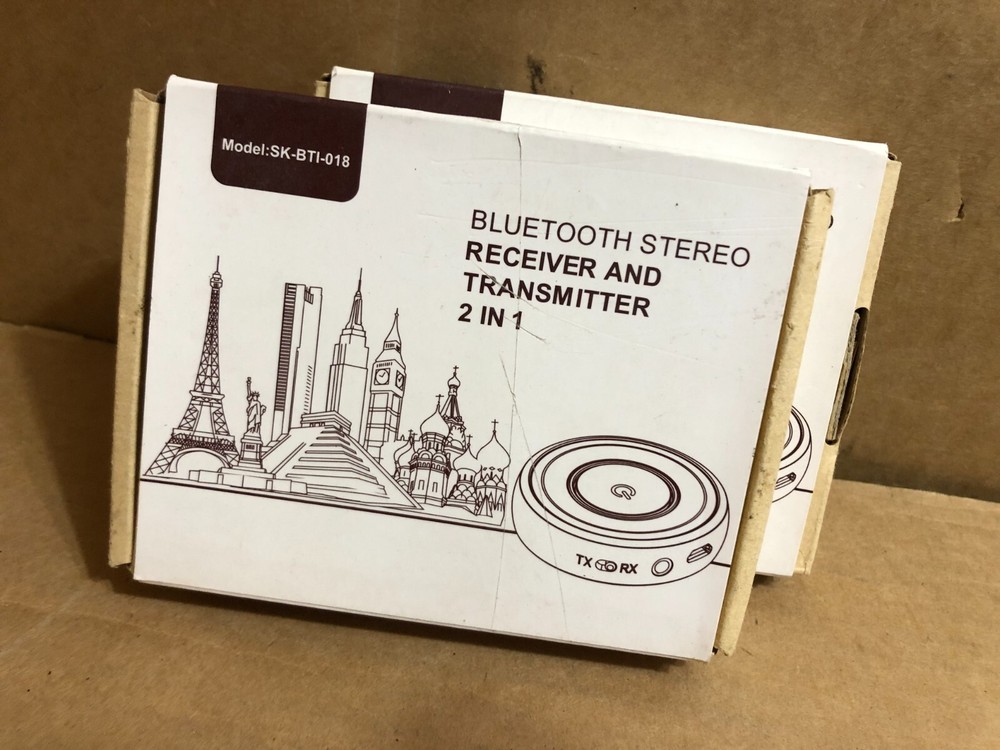 Model:SK-BTI-018
BLUETOOTH STEREO
RECEIVER AND
TRANSMITTER
2 IN 1
TX RX